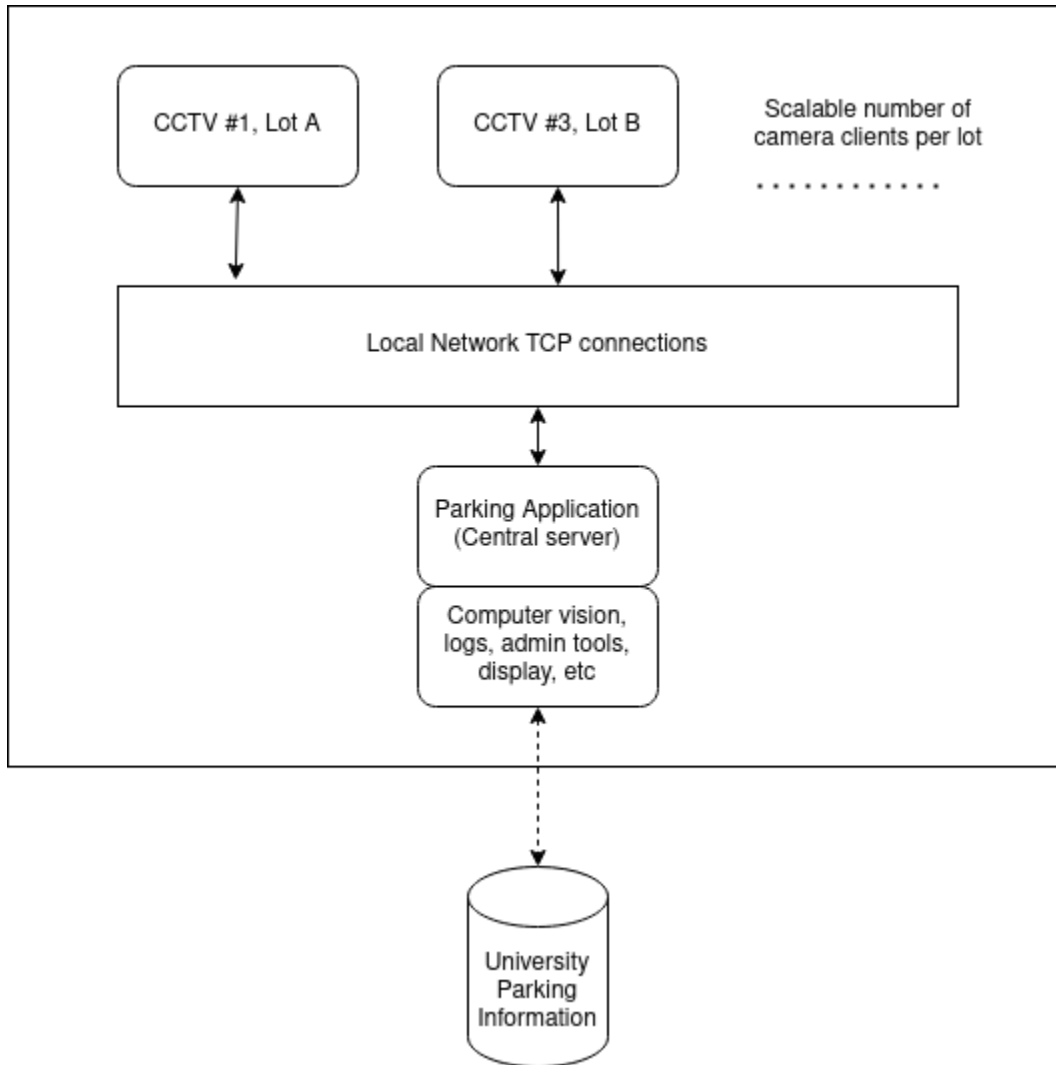 CCTV #1, Lot A
CCTV #3, Lot B
Scalable number of
camera clients per lot
Local Network TCP connections
Parking Application
(Central server)
Computer vision,
logs, admin tools,
display, etc
University
Parking
Information